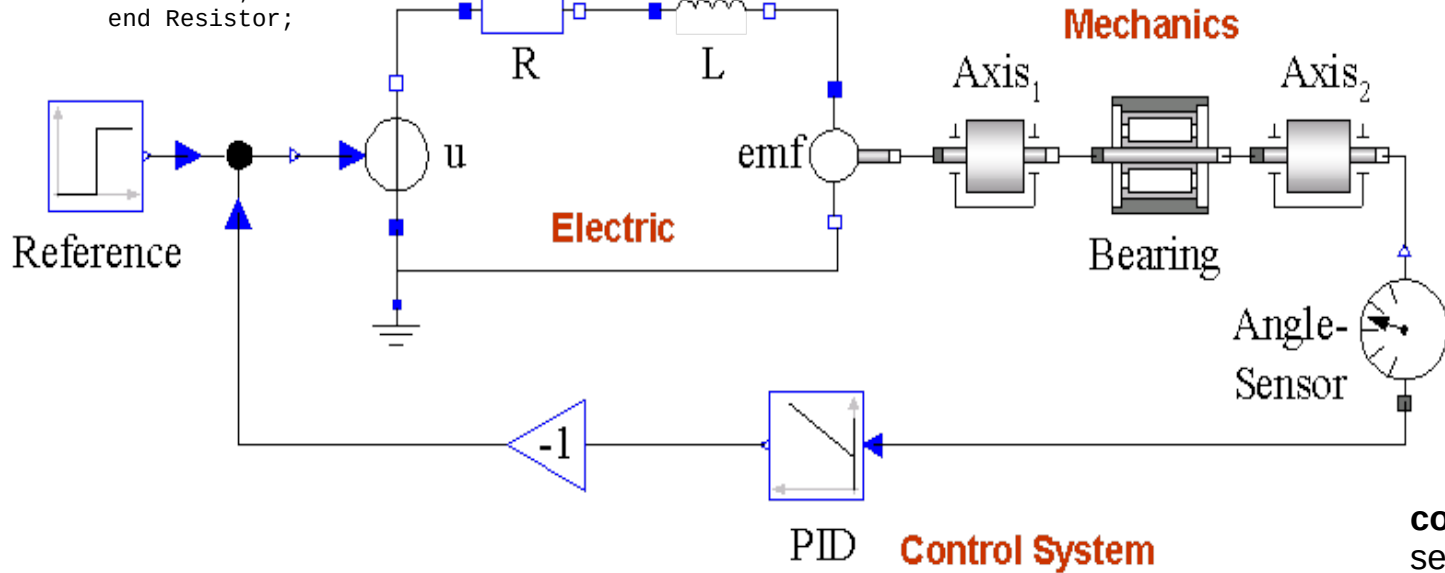 end Resistor;
Mechanics
R
L
Axis1
Axis2
u
emf
Electric
Reference
Bearing
Angle-
Sensor
-1
PID
Control System